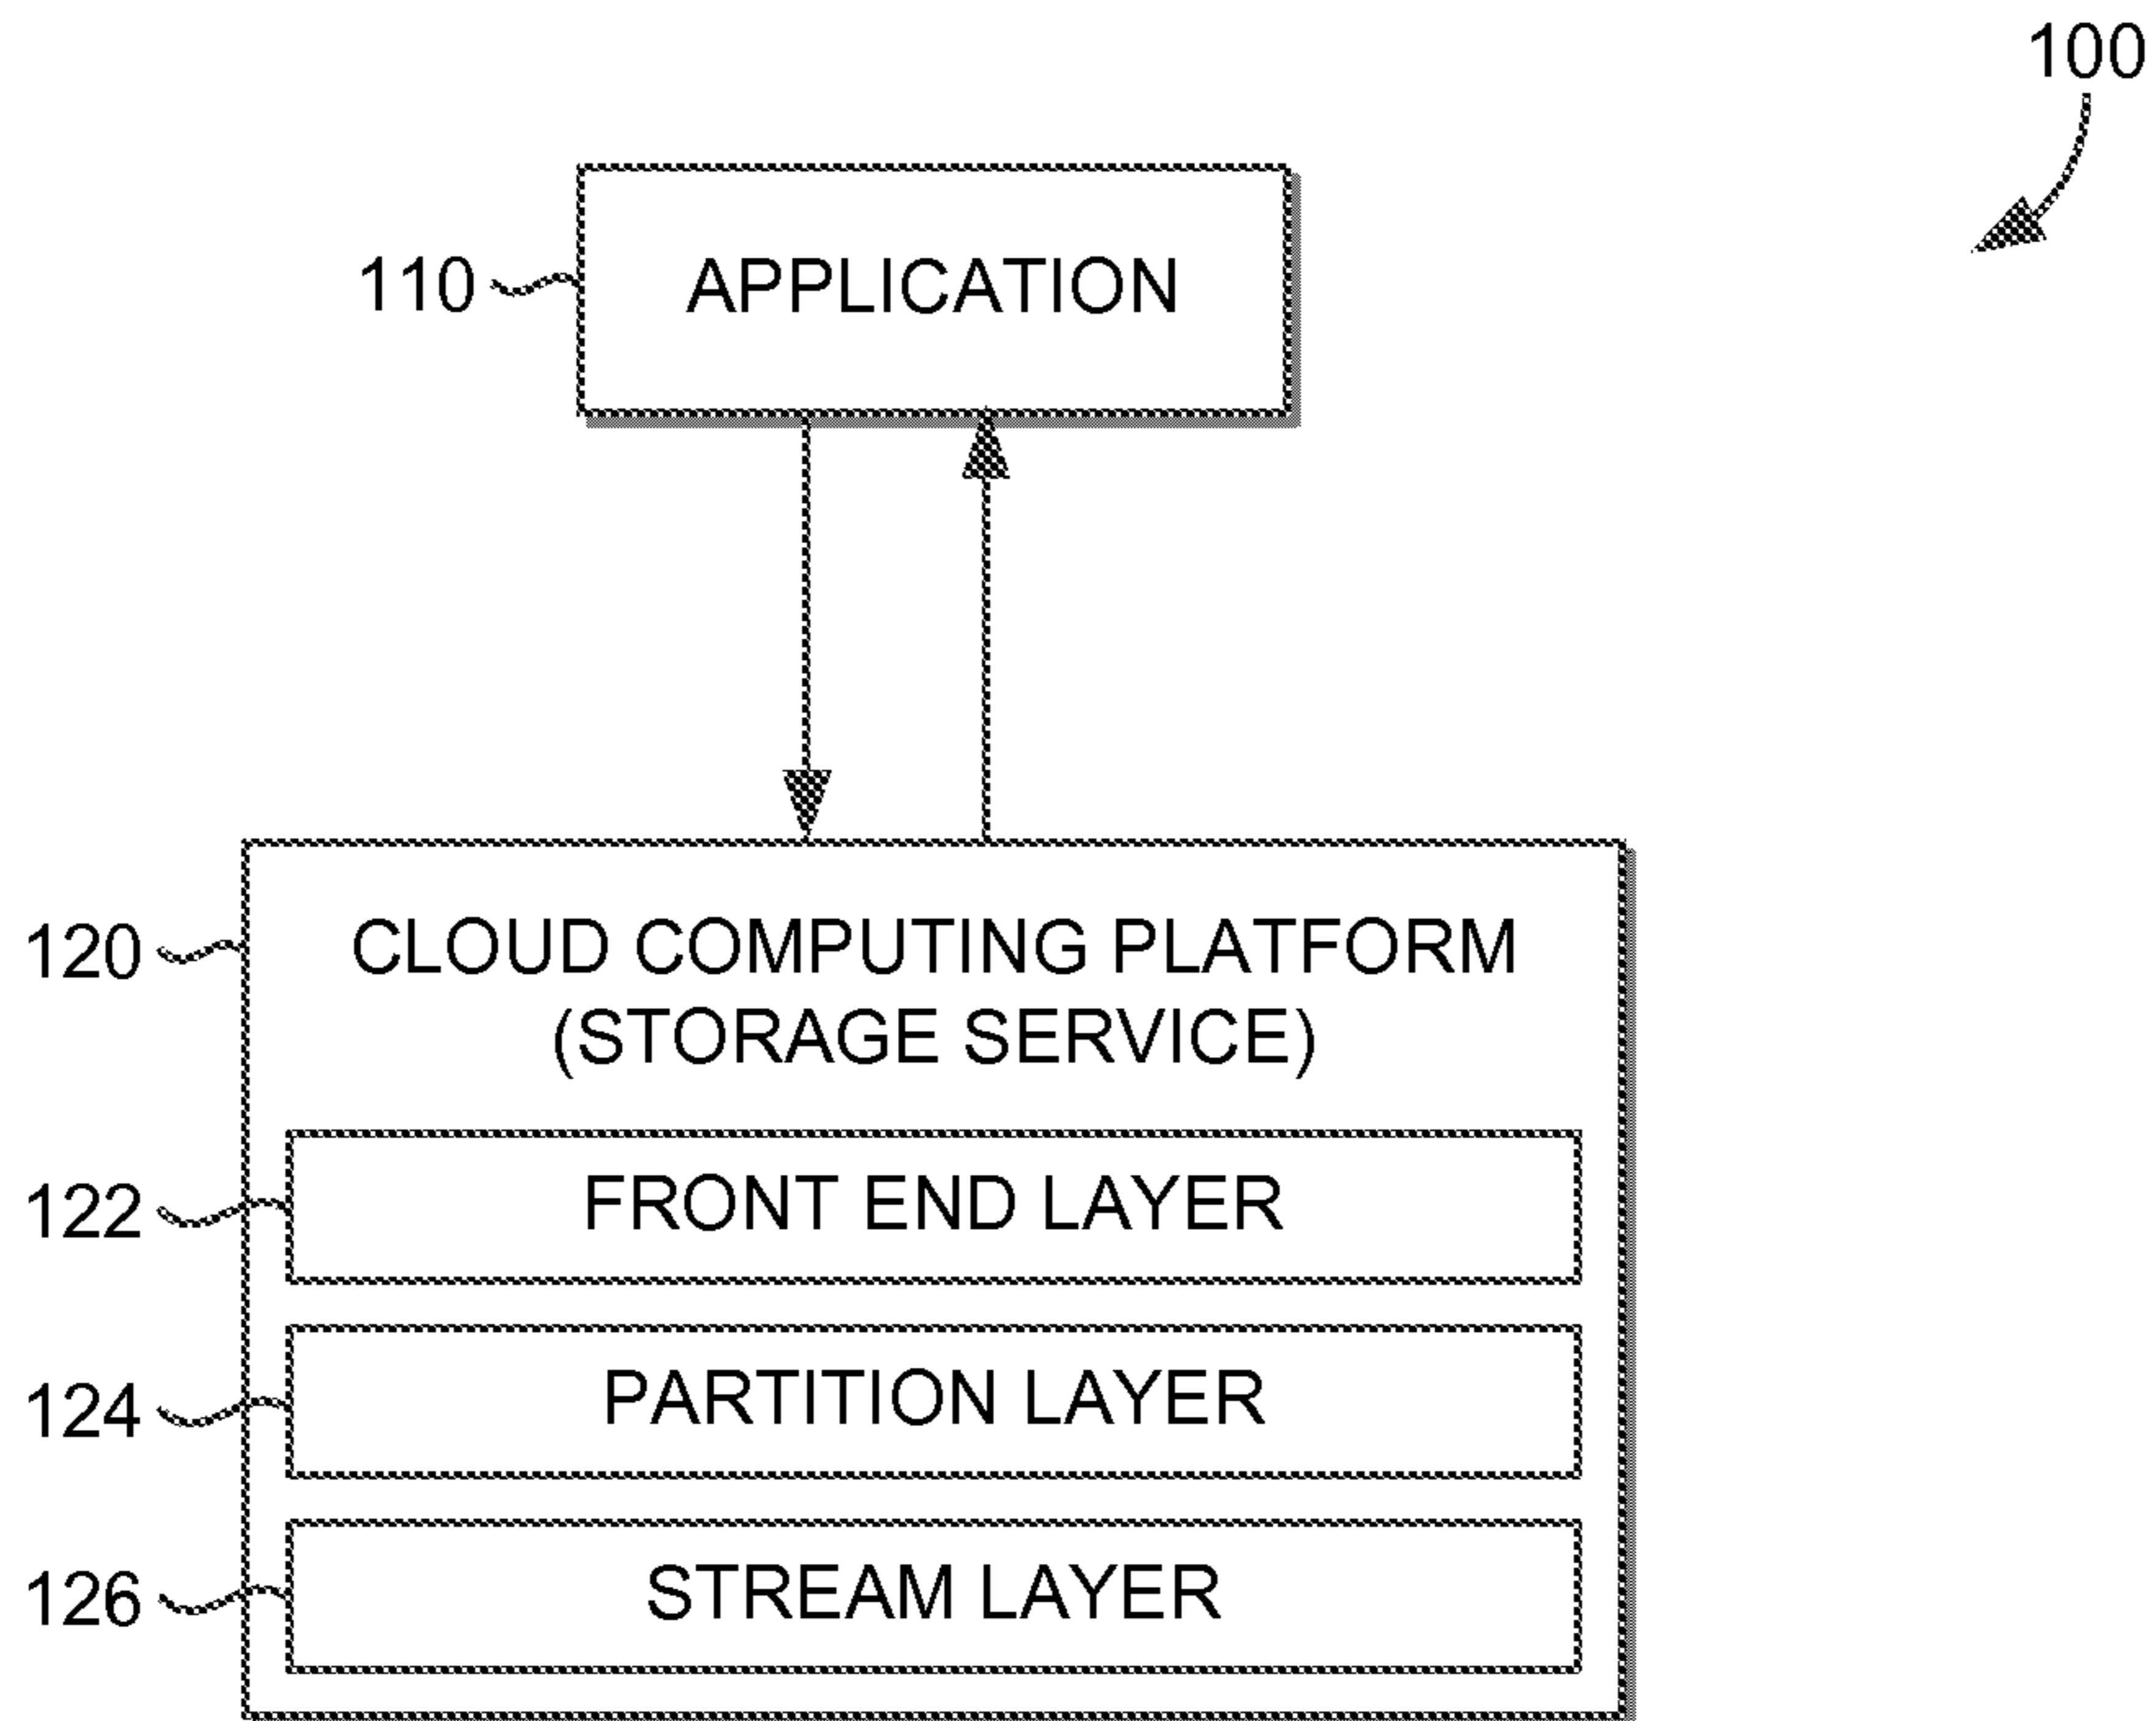 100
110 APPLICATION
120 CLOUD COMPUTING PLATFORM
(STORAGE SERVICE)
122 FRONT END LAYER
124 PARTITION LAYER
126 STREAM LAYER